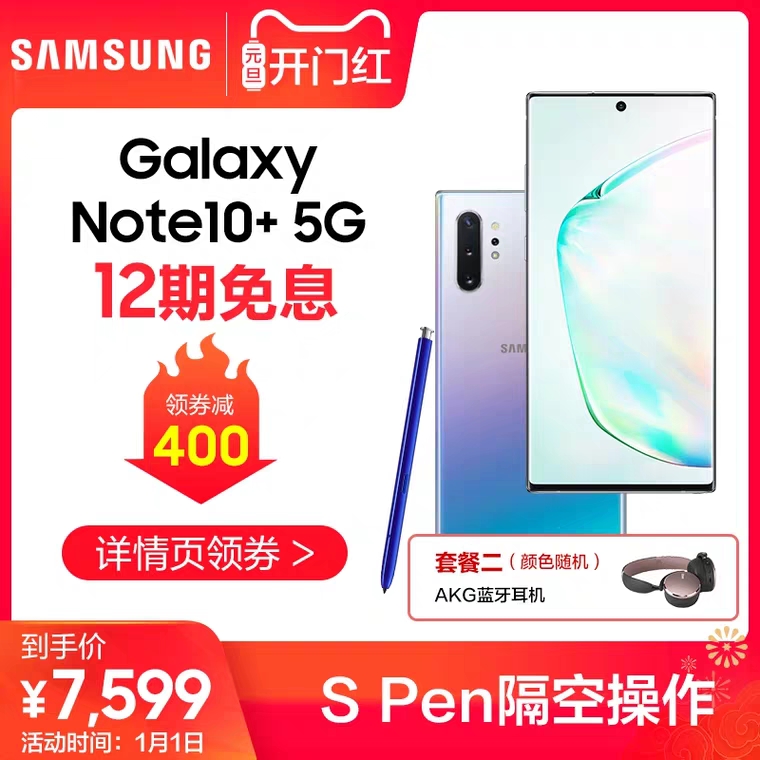 SAMSUNG
元旦
开门红
Galaxy
Note10+ 5G
12期免息
领券减
400
详情页领券 >
SAM
套餐二（颜色随机）
AKG蓝牙耳机
到手价
¥7,599
活动时间：1月1日
S Pen隔空操作